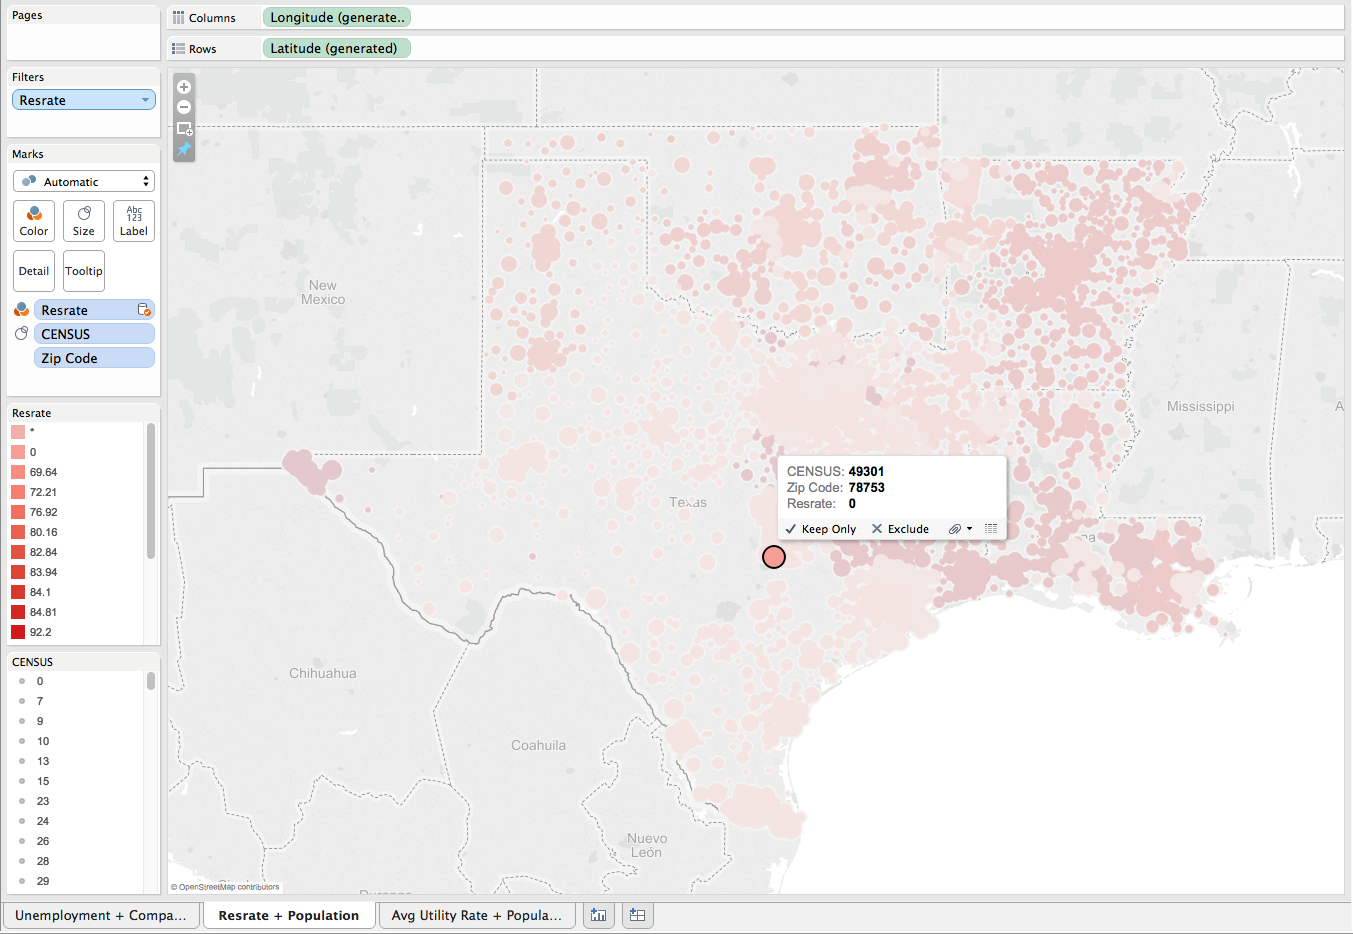 Pages
Columns
Longitude (generate..
Rows
Latitude (generated)
Filters
Resrate
Marks
Automatic
Color
Size
Abc
123
Label
Detail
Tooltip
Resrate
CENSUS
Zip Code
Resrate
*
0
69.64
72.21
76.92
80.16
82.84
83.94
84.1
84.81
92.2
CENSUS
0
7
9
10
13
15
23
24
26
28
29
New
Mexico
Mississippi
A
Texas
CENSUS: 49301
Zip Code: 78753
Resrate: 0
Keep Only
Exclude
na
Chihuahua
Coahuila
Nuevo
León
© OpenStreetMap contributors
Unemployment + Compa...
Resrate + Population
Avg Utility Rate + Popula...